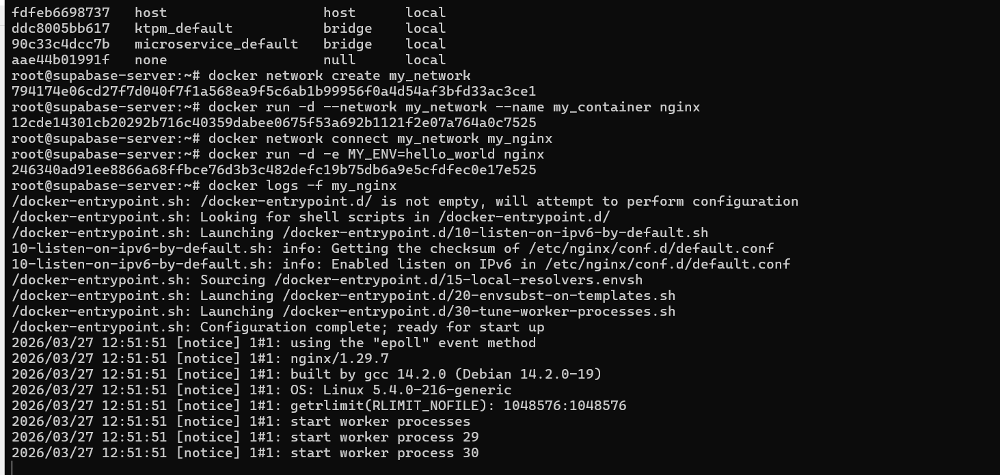 fdfeb6698737   host                   host      local
ddc8005bb617   ktpm_default           bridge    local
90c33c4dcc7b   microservice_default   bridge    local
aae44b01991f   none                   null      local
root@supabase-server:~# docker network create my_network
794174e06cd27f7d040f7f1a568ea9f5c6ab1b99956f0a4d54af3bfd33ac3ce1
root@supabase-server:~# docker run -d --network my_network --name my_container nginx
12cde14301cb20292b716c40359dabee0675f53a692b1121f2e07a764a0c7525
root@supabase-server:~# docker network connect my_network my_nginx
root@supabase-server:~# docker run -d -e MY_ENV=hello_world nginx
246340ad91ee8866a68ffbce76d3b3c482defc19b75db6a9e5cfdfec0e17e525
root@supabase-server:~# docker logs -f my_nginx
/docker-entrypoint.sh: /docker-entrypoint.d/ is not empty, will attempt to perform configuration
/docker-entrypoint.sh: Looking for shell scripts in /docker-entrypoint.d/
/docker-entrypoint.sh: Launching /docker-entrypoint.d/10-listen-on-ipv6-by-default.sh
10-listen-on-ipv6-by-default.sh: info: Getting the checksum of /etc/nginx/conf.d/default.conf
10-listen-on-ipv6-by-default.sh: info: Enabled listen on IPv6 in /etc/nginx/conf.d/default.conf
/docker-entrypoint.sh: Sourcing /docker-entrypoint.d/15-local-resolvers.envsh
/docker-entrypoint.sh: Launching /docker-entrypoint.d/20-envsubst-on-templates.sh
/docker-entrypoint.sh: Launching /docker-entrypoint.d/30-tune-worker-processes.sh
/docker-entrypoint.sh: Configuration complete; ready for start up
2026/03/27 12:51:51 [notice] 1#1: using the "epoll" event method
2026/03/27 12:51:51 [notice] 1#1: nginx/1.29.7
2026/03/27 12:51:51 [notice] 1#1: built by gcc 14.2.0 (Debian 14.2.0-19)
2026/03/27 12:51:51 [notice] 1#1: OS: Linux 5.4.0-216-generic
2026/03/27 12:51:51 [notice] 1#1: getrlimit(RLIMIT_NOFILE): 1048576:1048576
2026/03/27 12:51:51 [notice] 1#1: start worker processes
2026/03/27 12:51:51 [notice] 1#1: start worker process 29
2026/03/27 12:51:51 [notice] 1#1: start worker process 30